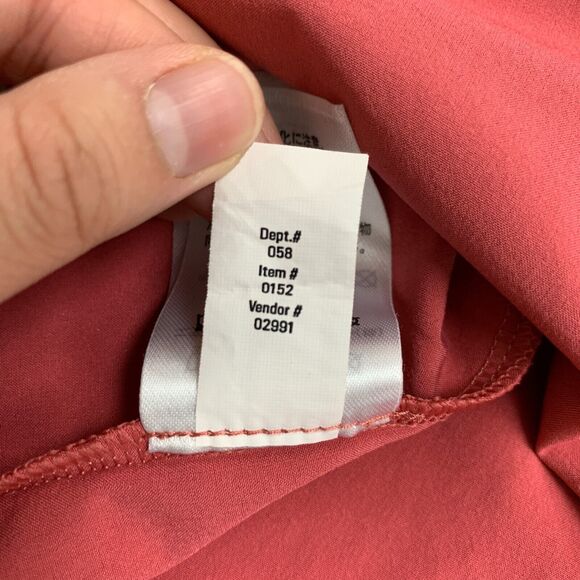 Dept.#
058
Item #
0152
Vendor #
02991